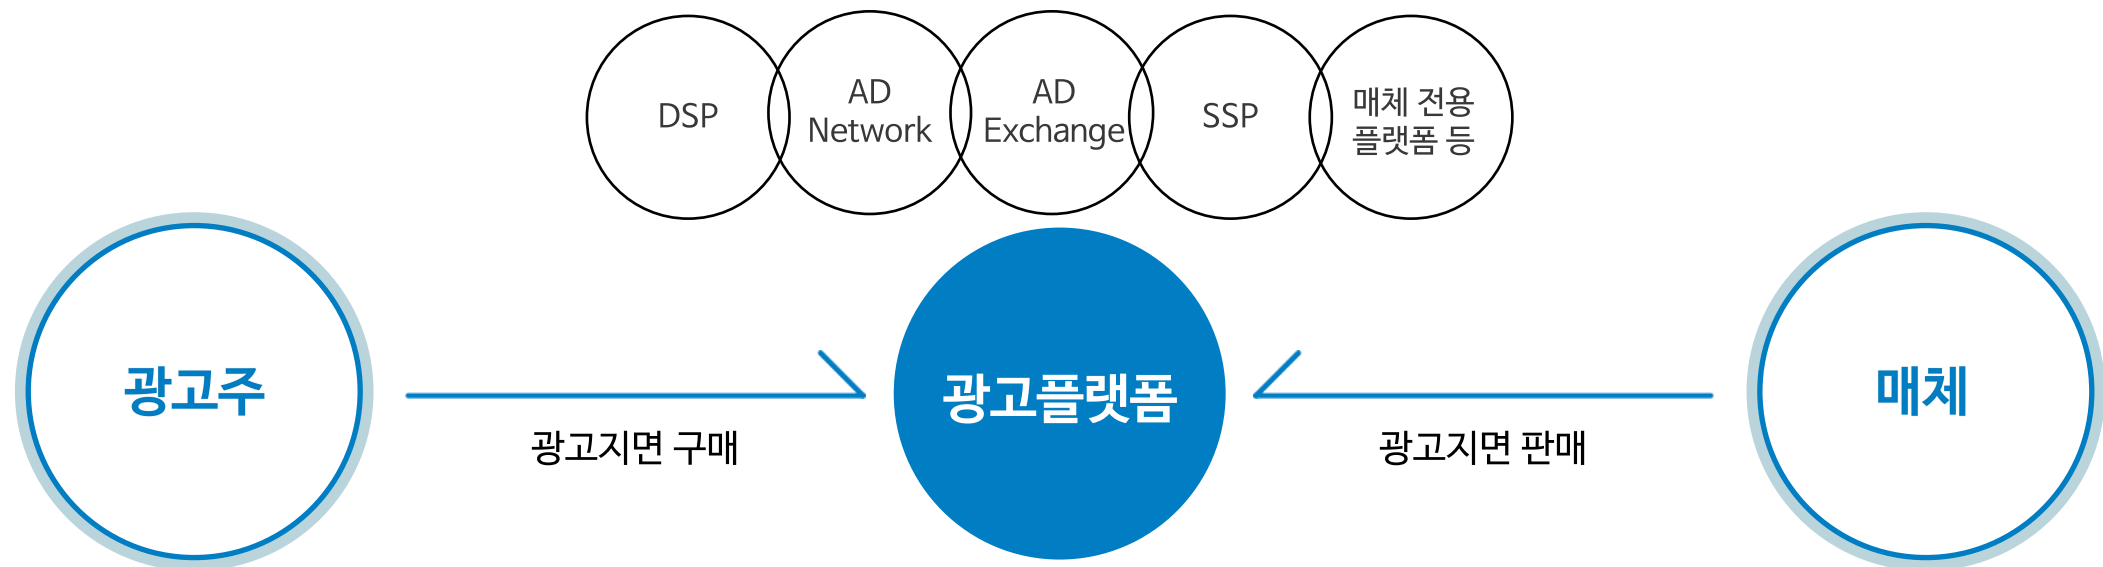 DSP
AD
Network
AD
Exchange
SSP
매체 전용
플랫폼 등
광고주
광고지면 구매
광고플랫폼
광고지면 판매
매체